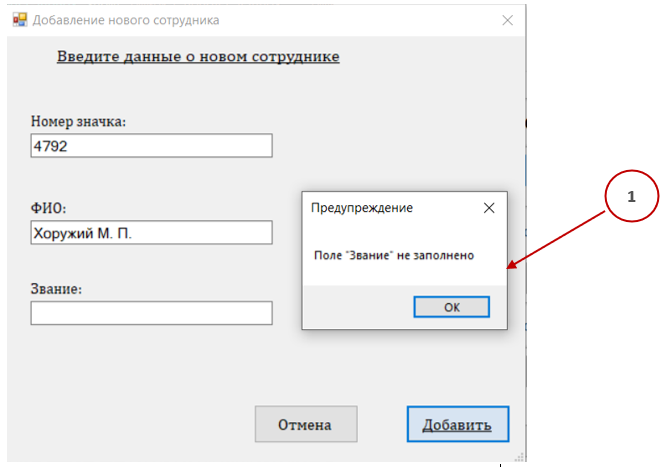 Добавление нового сотрудника
Введите данные о новом сотруднике
Номер значка:
4792
ФИО:
Хоружий М. П.
Звание:
Предупреждение
Поле "Звание" не заполнено
ОК
1
Отмена
Добавить